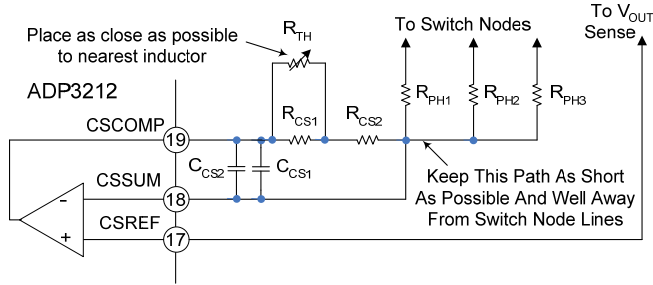 Place as close as possible
to nearest inductor
RTH
To Switch Nodes
To VOUT
Sense
ADP3212
RPH1
RPH2
RPH3
CSCOMP
19
RCS1
RCS2
CCS2
CCS1
Keep This Path As Short
As Possible And Well Away
From Switch Node Lines
CSSUM
18
-
CSREF
17
+